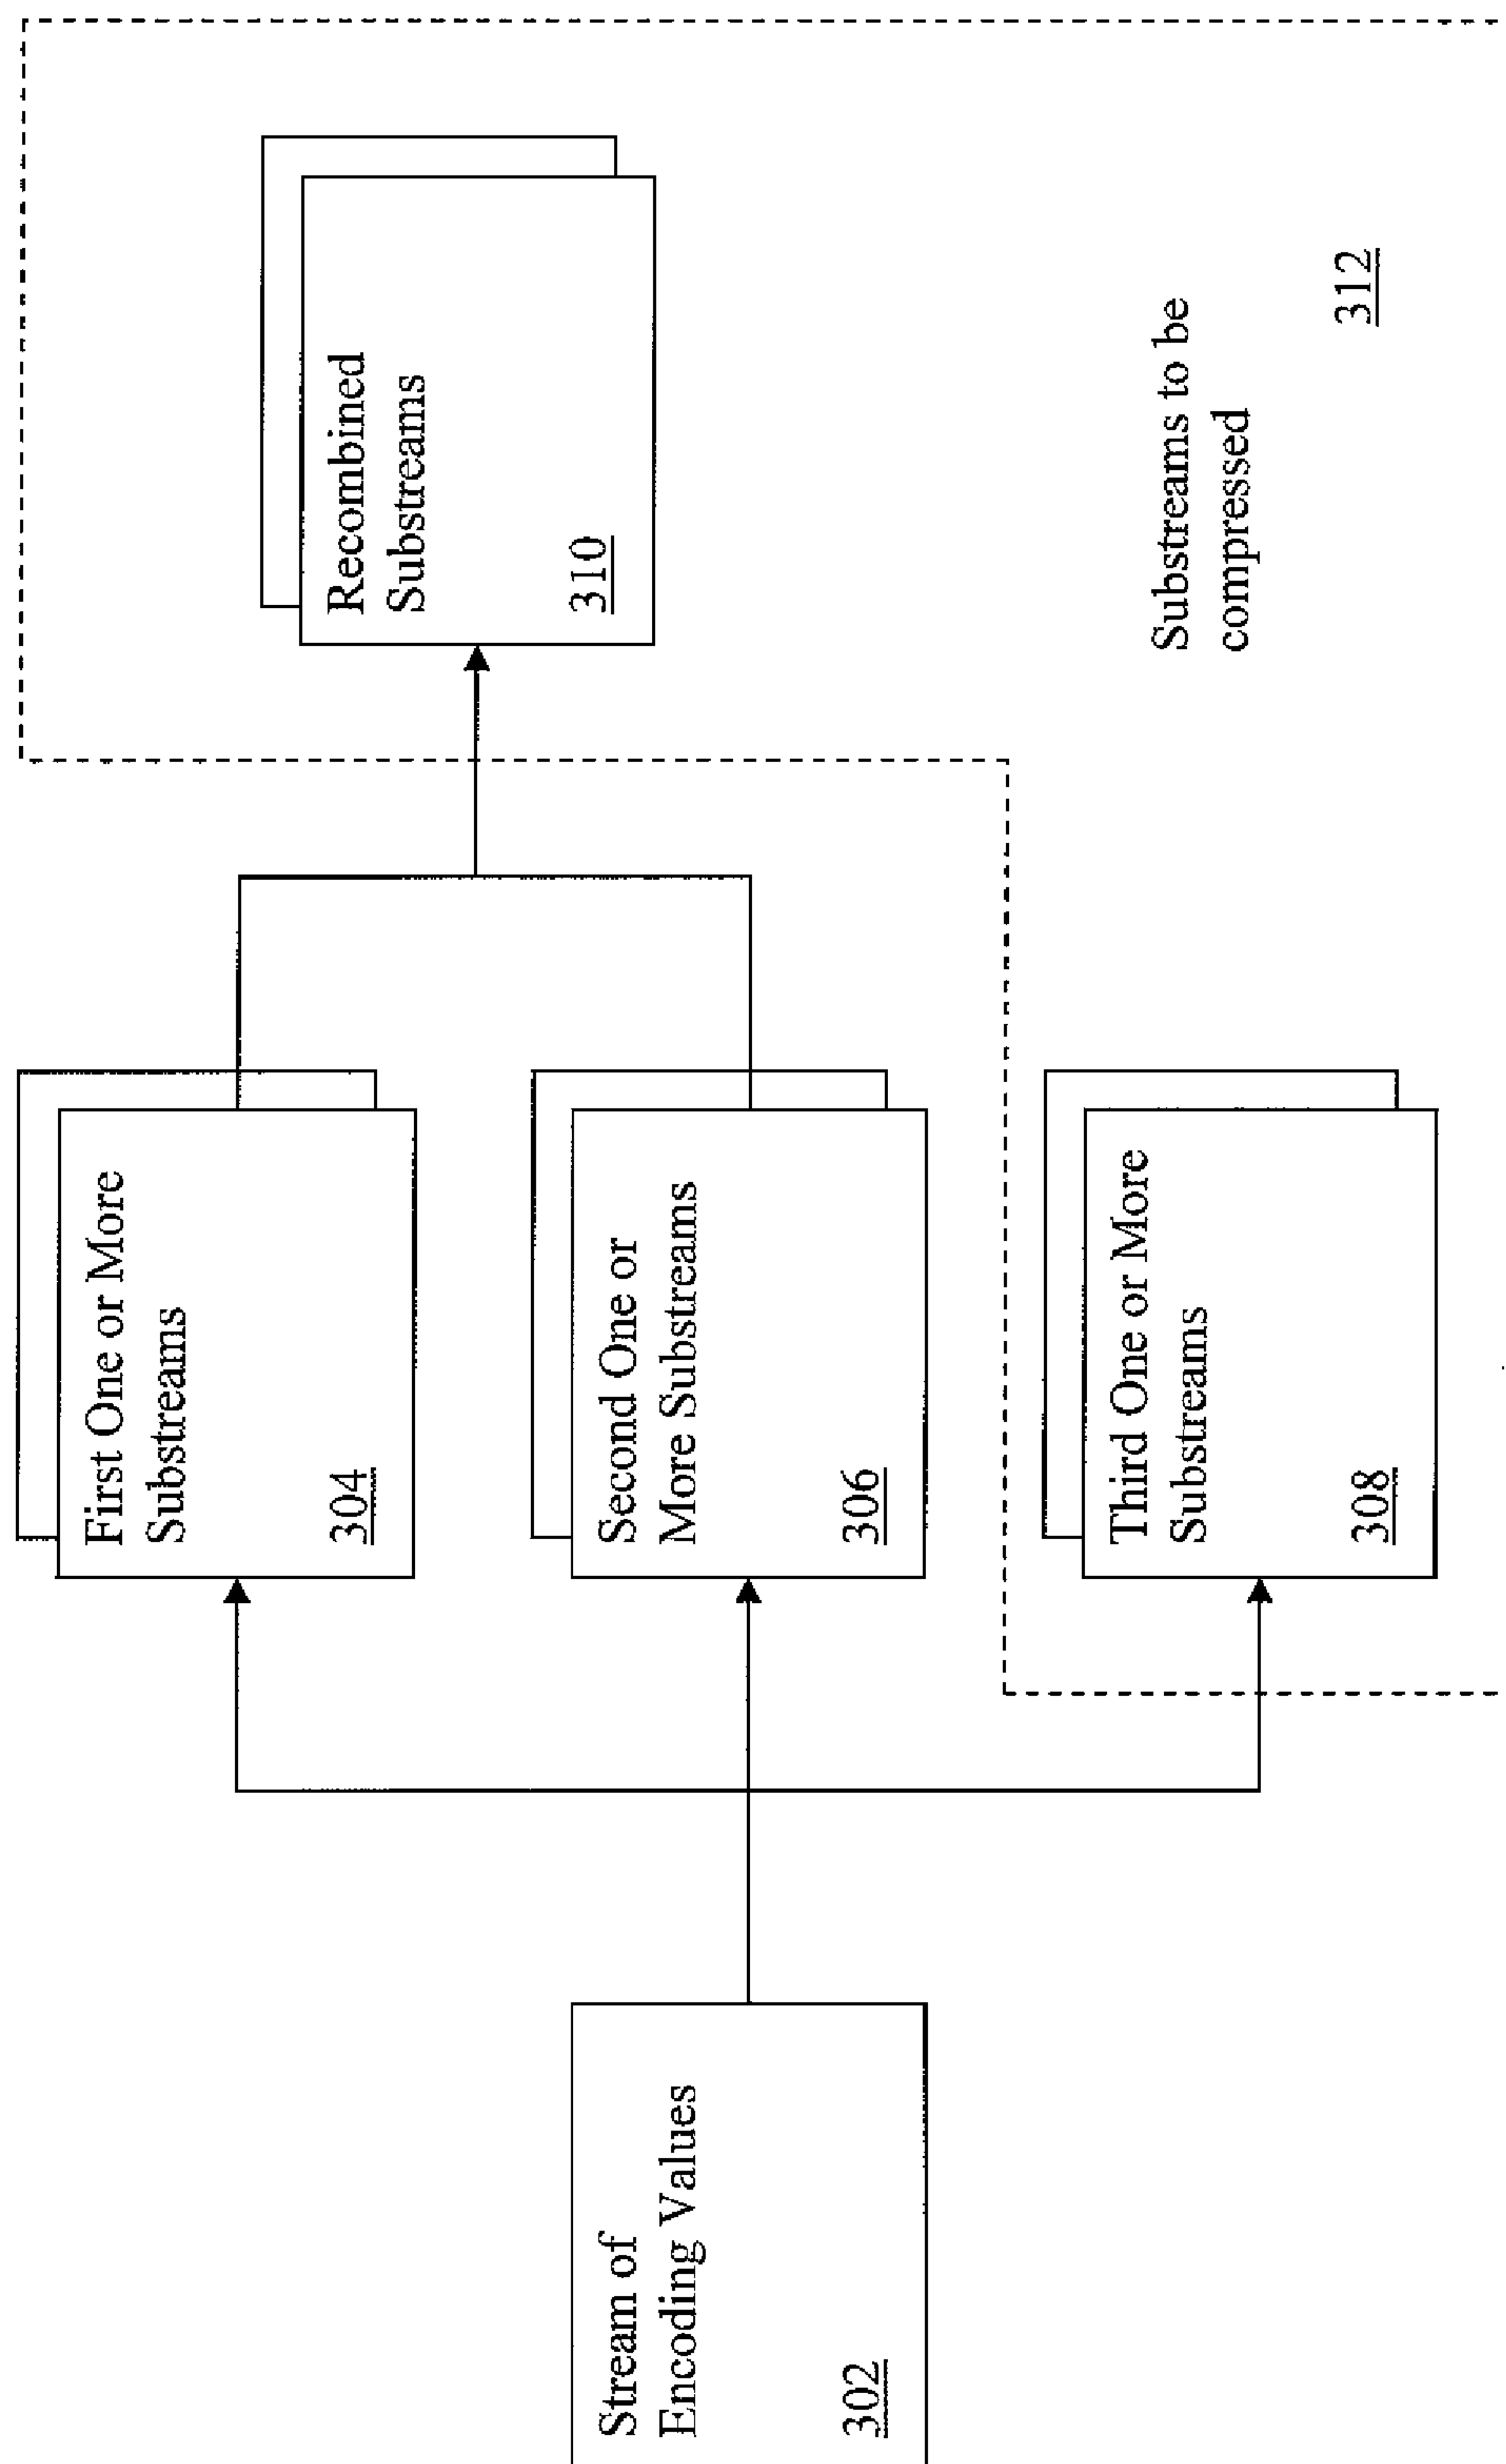 Stream of
Encoding Values
302
First One or More
Substreams
304
Second One or
More Substreams
306
Third One or More
Substreams
308
Recombined
Substreams
310
Substreams to be
compressed
312